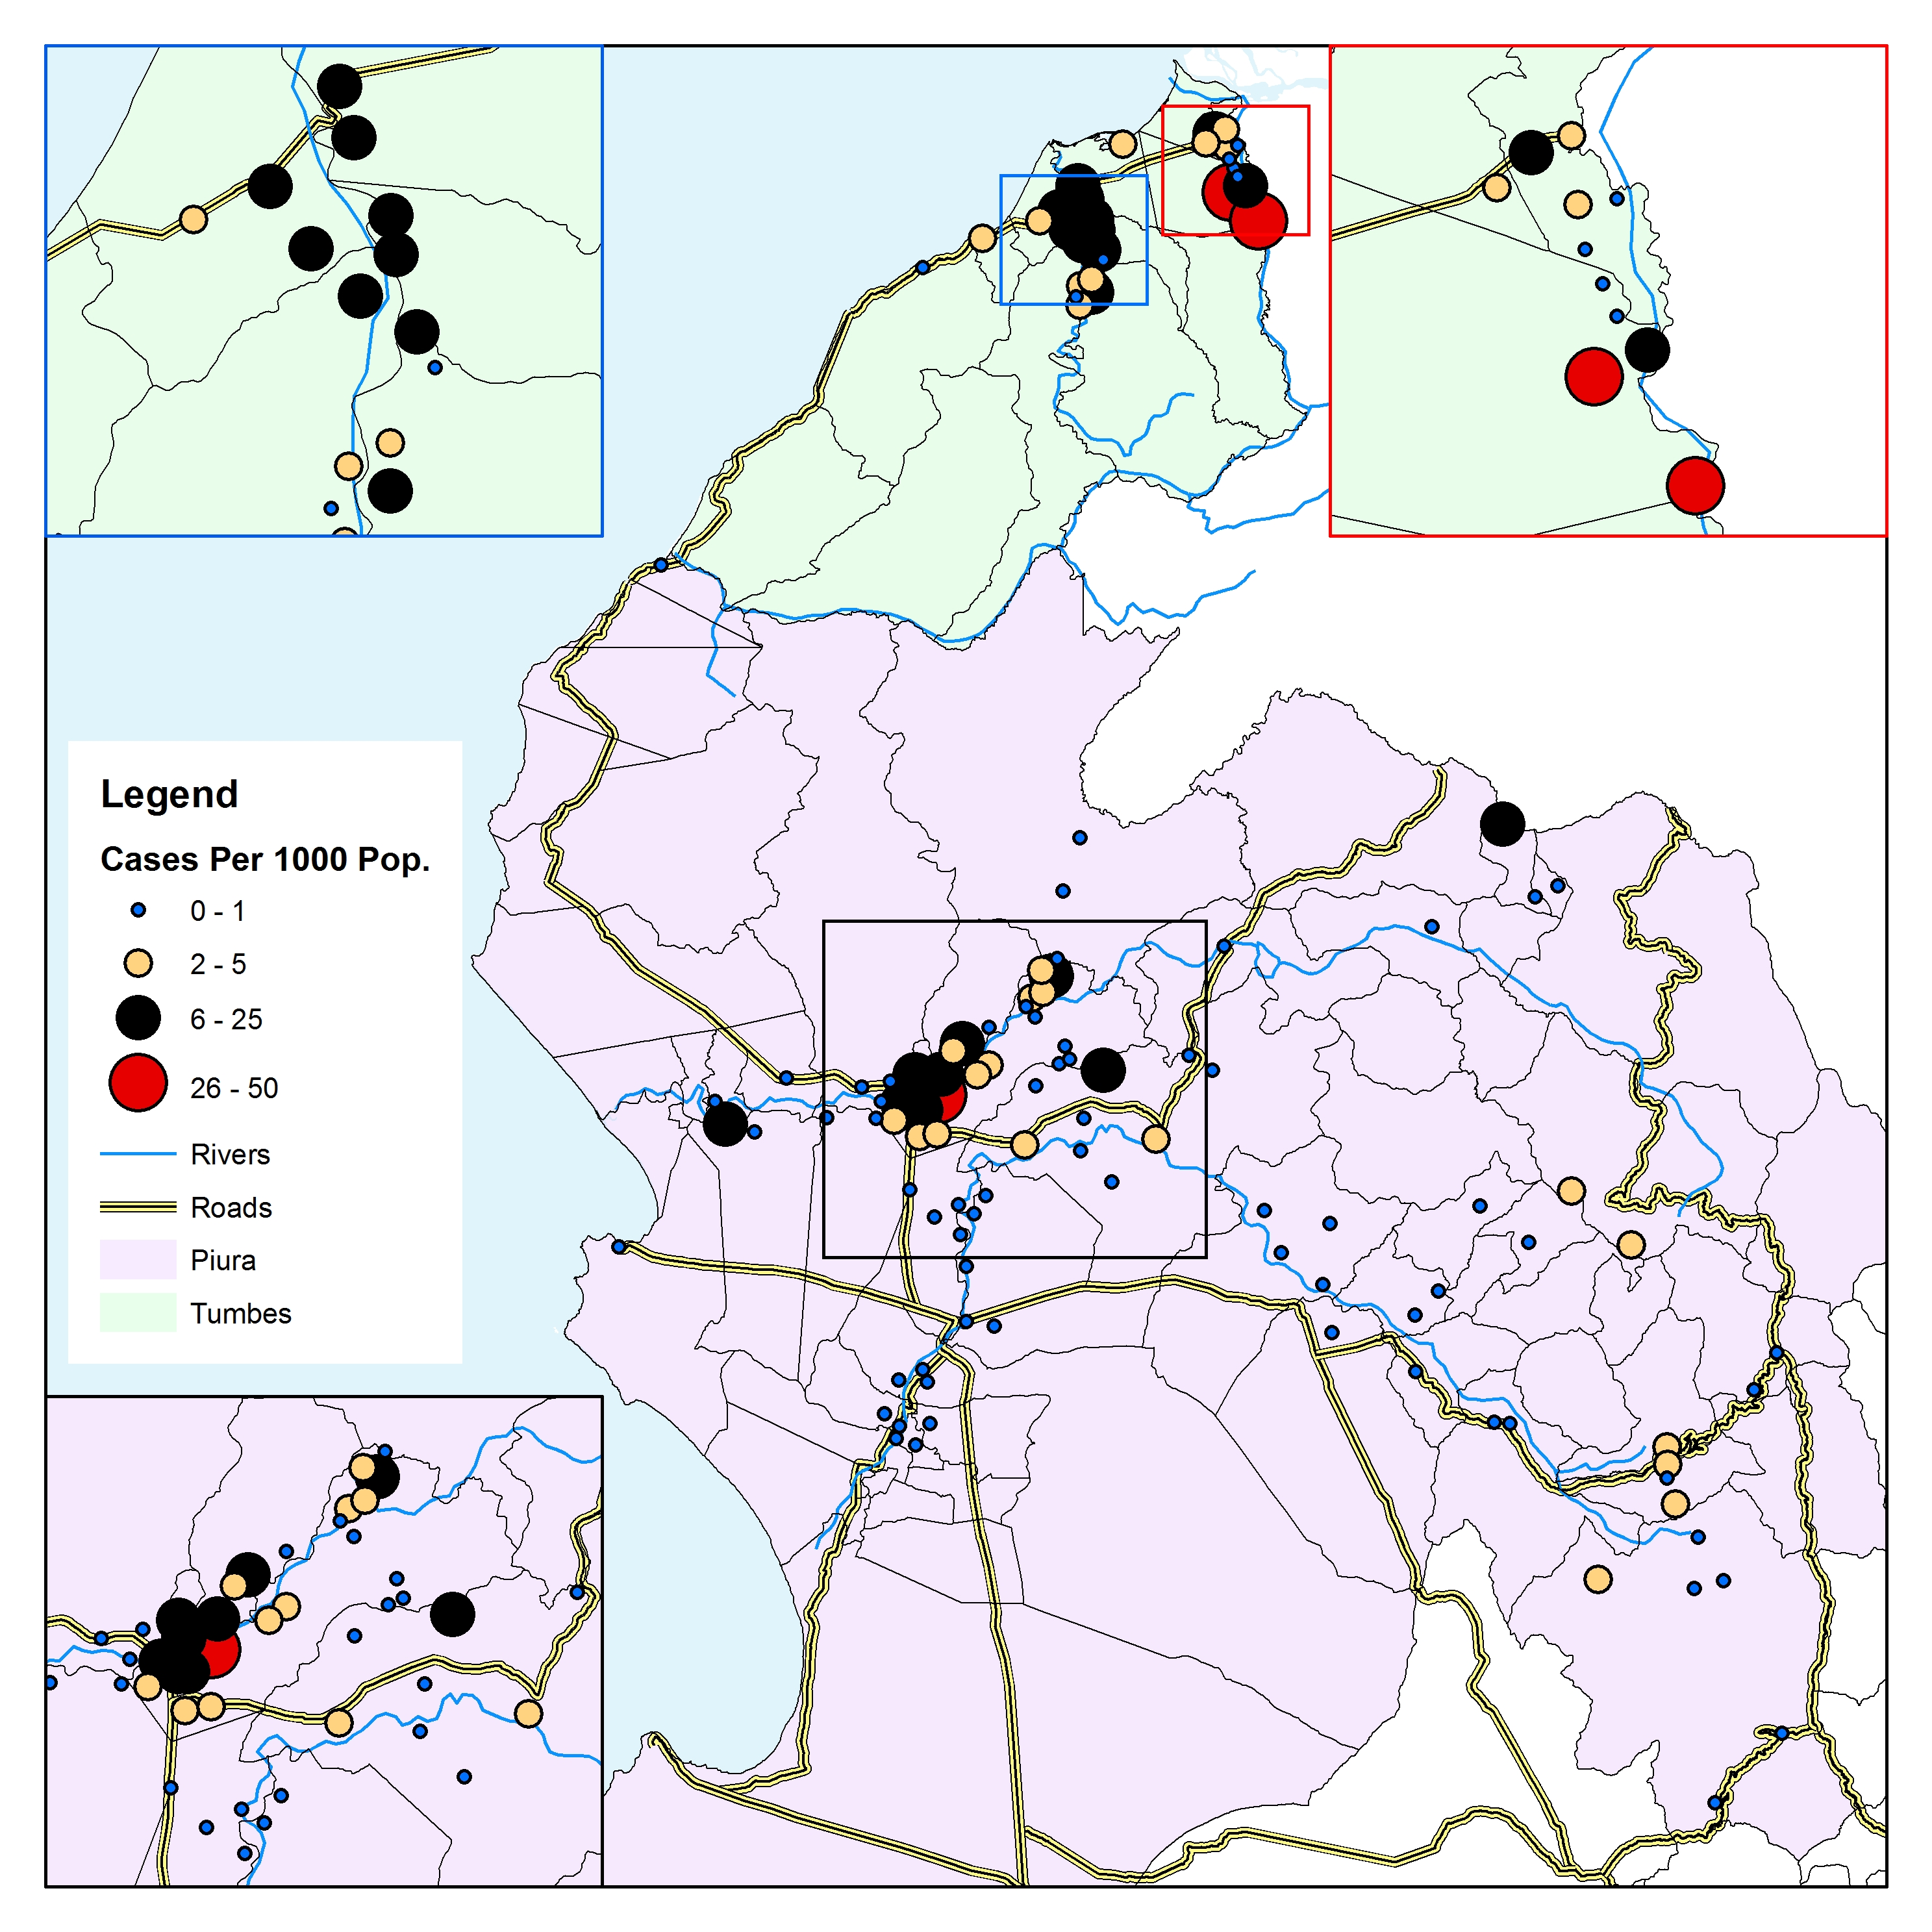 Legend
Cases Per 1000 Pop.
0 - 1
2 - 5
6 - 25
26 - 50
Rivers
Roads
Piura
Tumbes